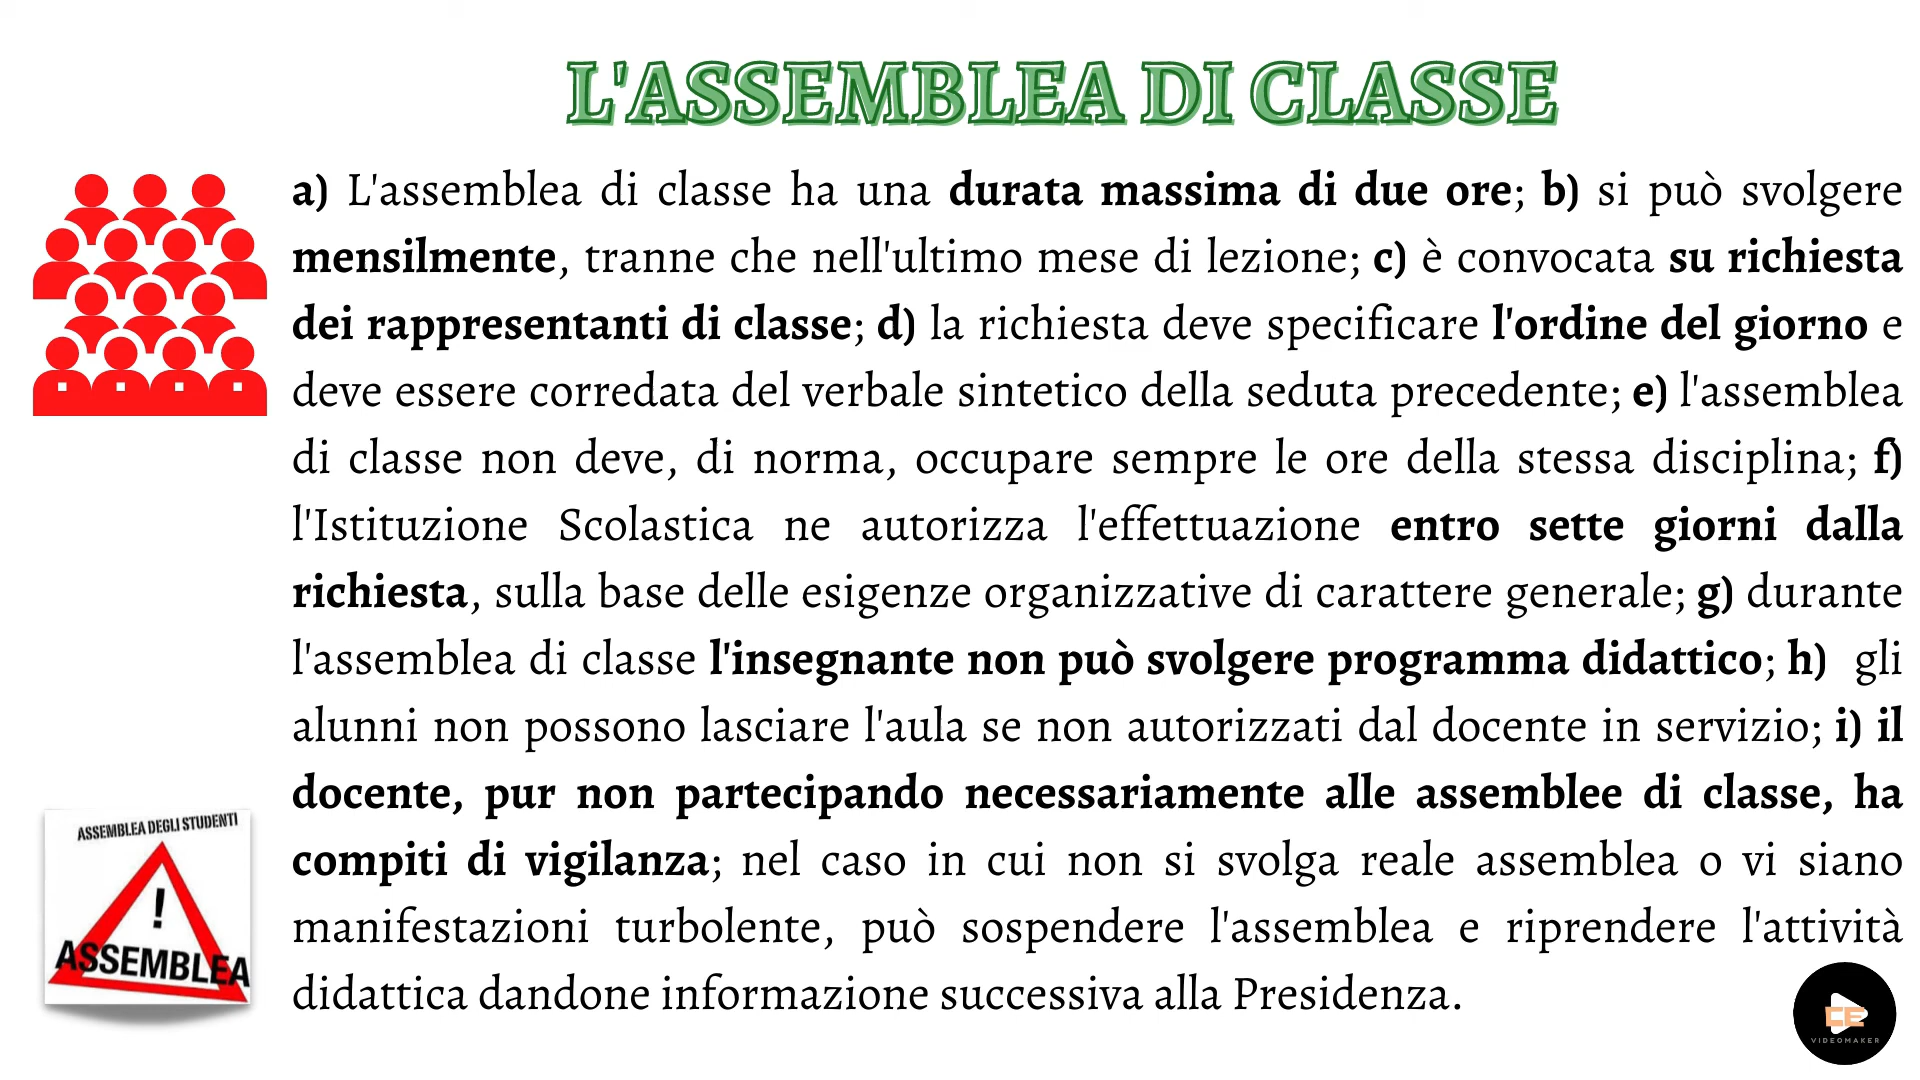 L'ASSEMBLEA DI CLASSE
a) L'assemblea di classe ha una durata massima di due ore; b) si può svolgere
mensilmente, tranne che nell'ultimo mese di lezione; c) è convocata su richiesta
dei rappresentanti di classe; d) la richiesta deve specificare l'ordine del giorno e
deve essere corredata del verbale sintetico della seduta precedente; e) l'assemblea
di classe non deve, di norma, occupare sempre le ore della stessa disciplina; f)
l'Istituzione Scolastica ne autorizza l'effettuazione entro sette giorni dalla
richiesta, sulla base delle esigenze organizzative di carattere generale; g) durante
l'assemblea di classe l'insegnante non può svolgere programma didattico; h) gli
alunni non possono lasciare l'aula se non autorizzati dal docente in servizio; i) il
docente, pur non partecipando necessariamente alle assemblee di classe, ha
compiti di vigilanza; nel caso in cui non si svolga reale assemblea o vi siano
manifestazioni turbolente, può sospendere l'assemblea e riprendere l'attività
didattica dandone informazione successiva alla Presidenza.
ASSEMBLEA DEGLI STUDENTI
!
ASSEMBLEA
CE
VIDEOMAKER